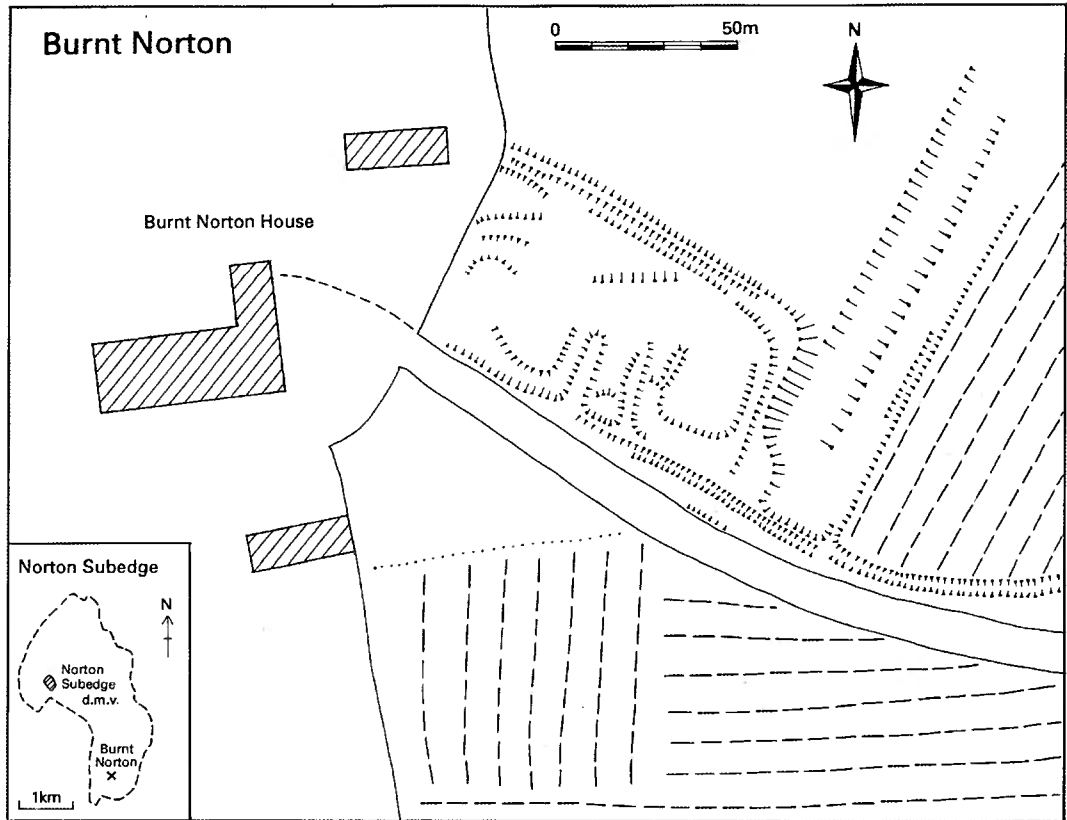 Burnt Norton
0 50m
N
Burnt Norton House
Norton Subedge
N
Norton
Subedge
d.m.v.
Burnt
Norton
1km